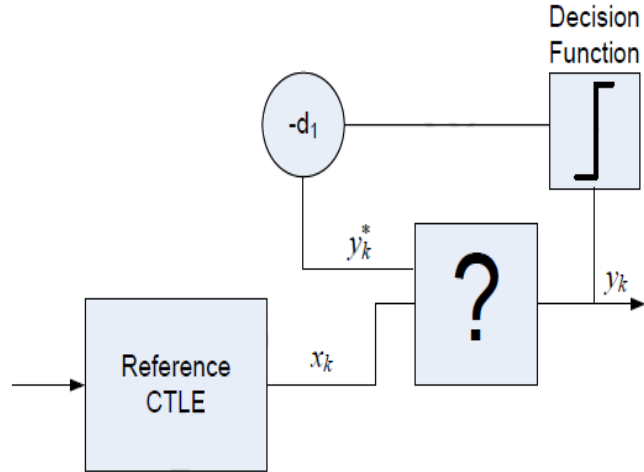 Decision
Function
-d₁
y*ₖ
?
yₖ
xₖ
Reference
CTLE